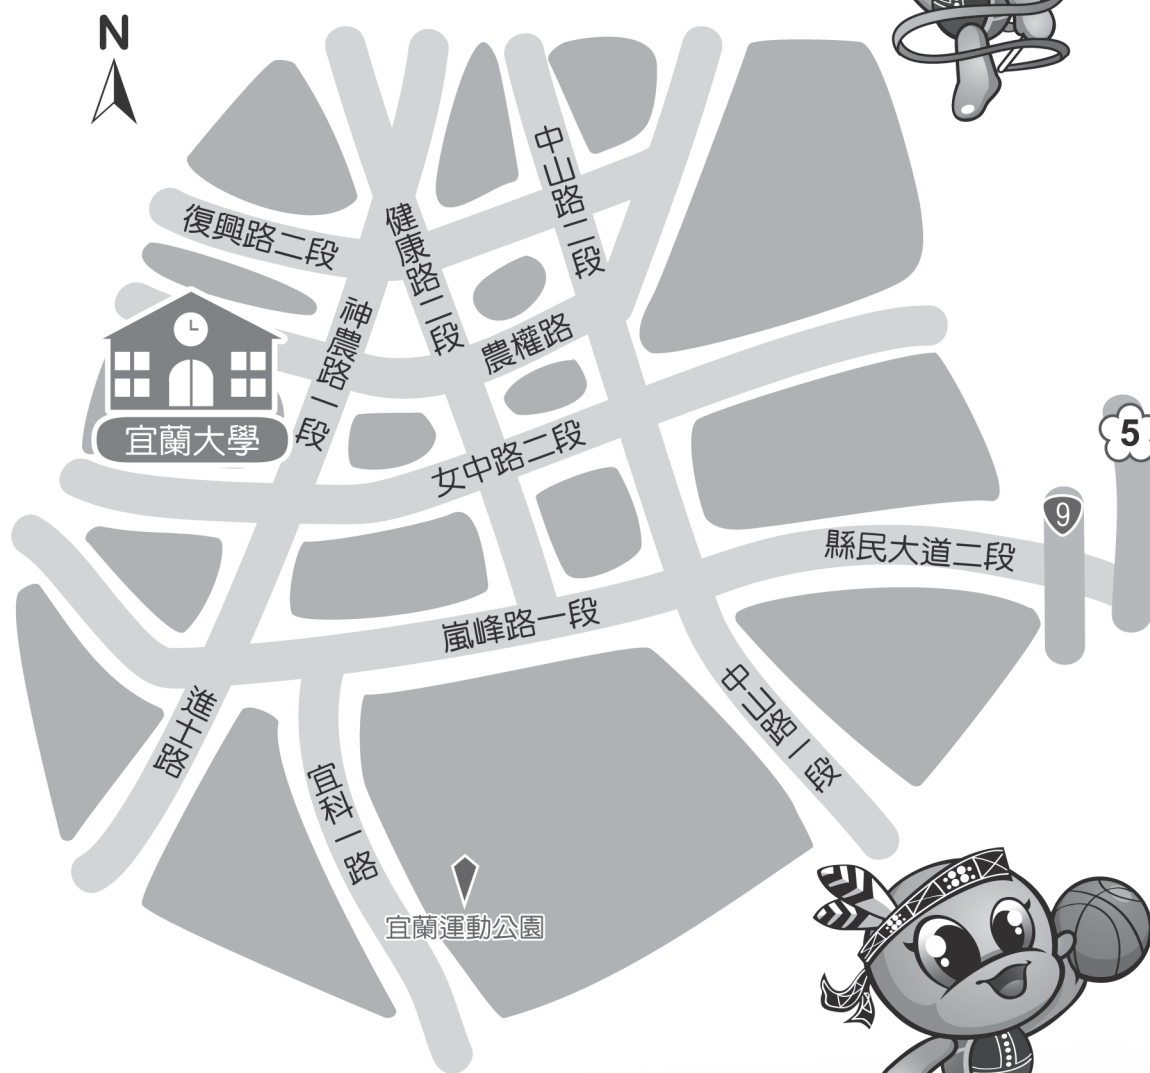 N
中山路二段
復興路二段
健康路二段
神農路一段
農權路
宜蘭大學
女中路二段
5
9
縣民大道二段
嵐峰路一段
進士路
中山路一段
宜科一路
宜蘭運動公園